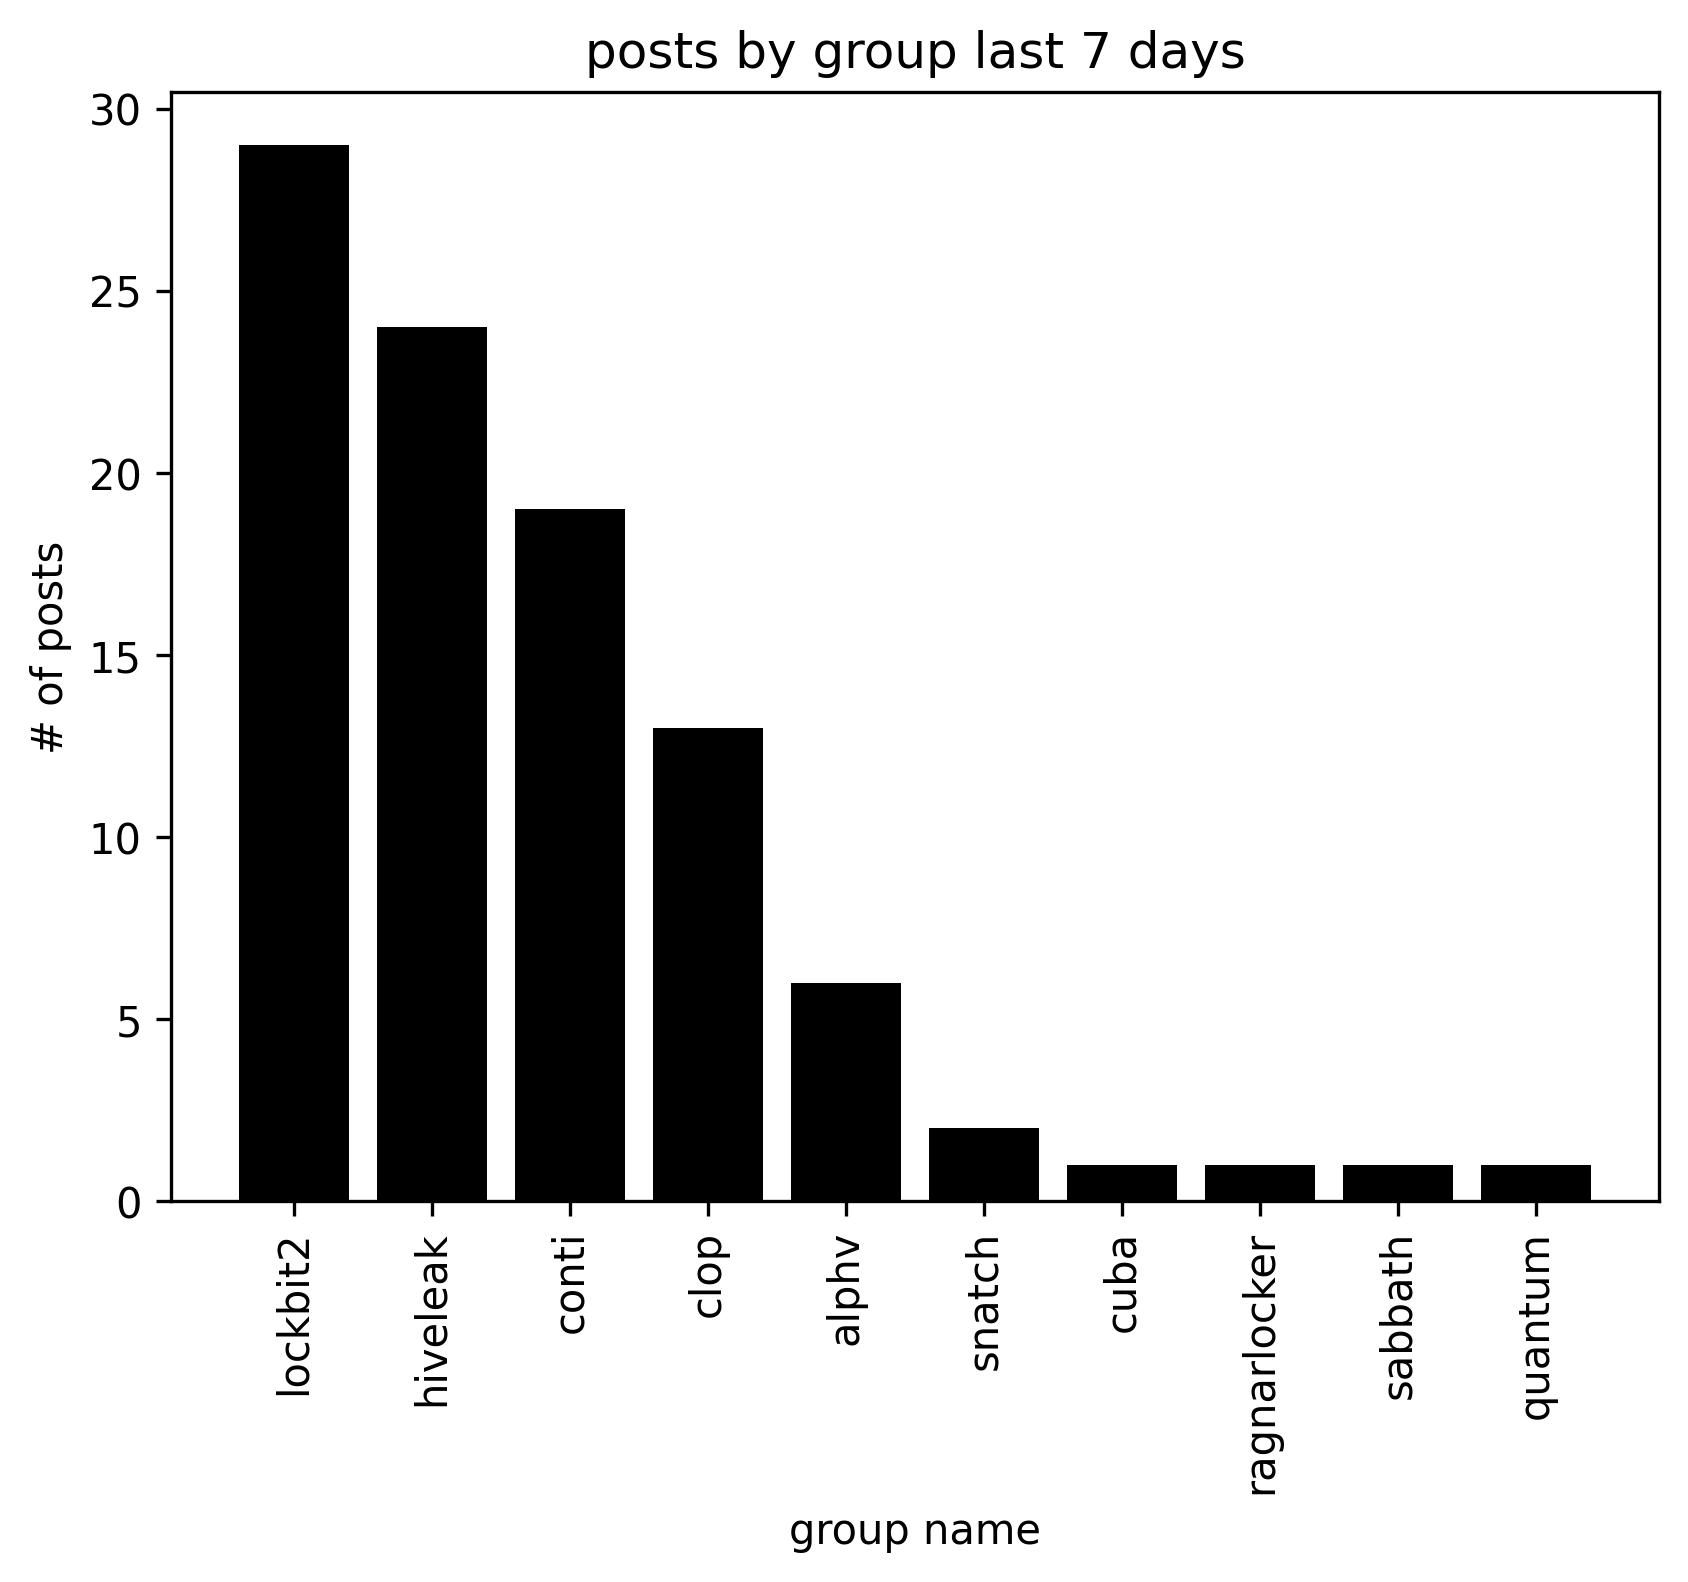 posts by group last 7 days
30
25
20
15
10
5
0
# of posts
lockbit2
hiveleak
conti
clop
alphv
snatch
cuba
ragnarlocker
sabbath
quantum
group name